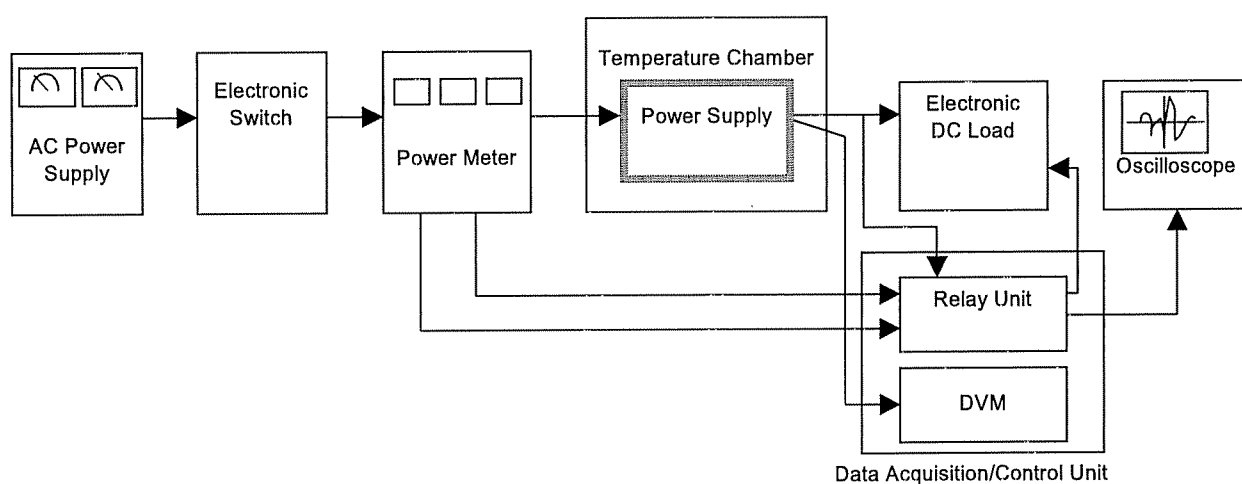 AC Power
Supply
Electronic
Switch
Power Meter
Temperature Chamber
Power Supply
Electronic
DC Load
Oscilloscope
Relay Unit
DVM
Data Acquisition/Control Unit